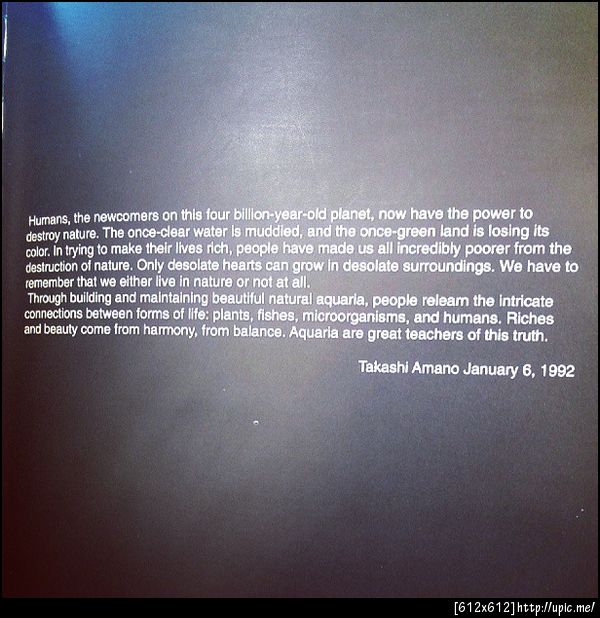 Humans, the newcomers on this four billion-year-old planet, now have the power to
destroy nature. The once-clear water is muddied, and the once-green land is losing its
color. In trying to make their lives rich, people have made us all incredibly poorer from the
destruction of nature. Only desolate hearts can grow in desolate surroundings. We have to
remember that we either live in nature or not at all.
Through building and maintaining beautiful natural aquaria, people relearn the intricate
connections between forms of life: plants, fishes, microorganisms, and humans. Riches
and beauty come from harmony, from balance. Aquaria are great teachers of this truth.
Takashi Amano January 6, 1992
[612x612]http://upic.me/